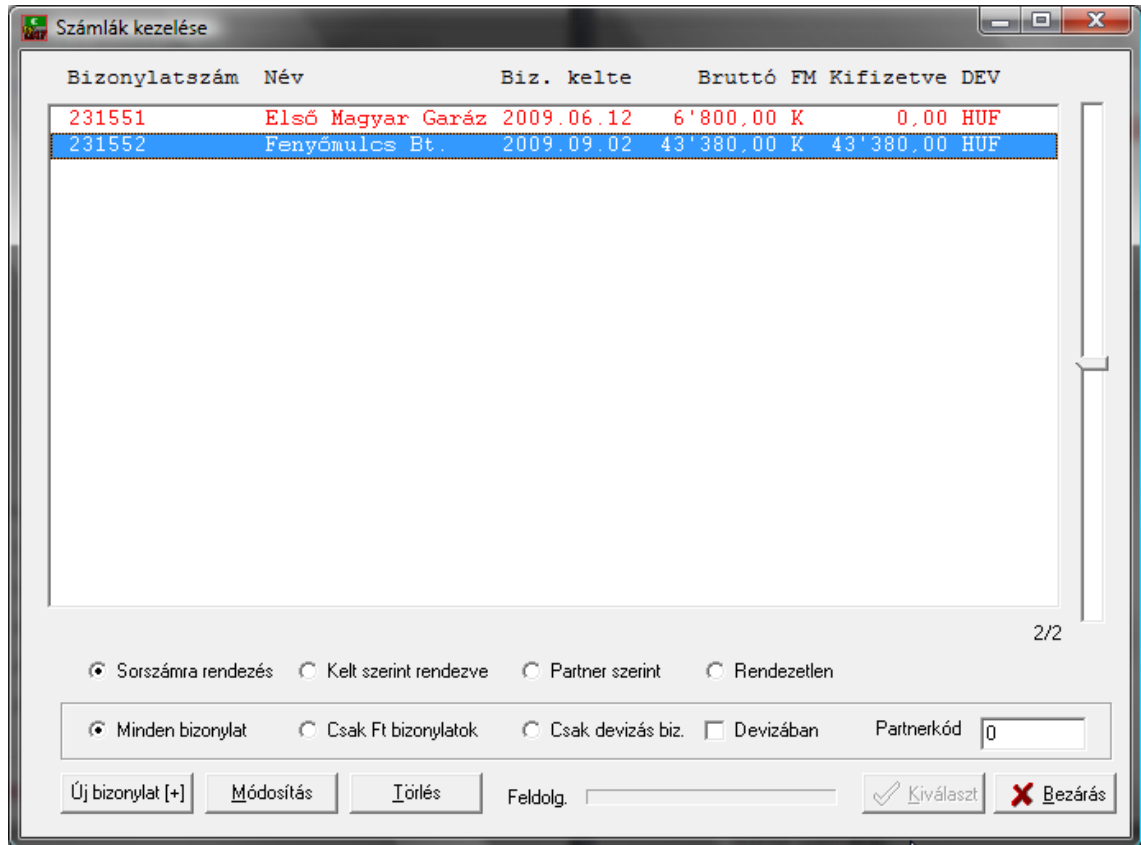 Számlák kezelése
Bizonylatszám Név Biz. kelte Bruttó FM Kifizetve DEV
231551 Első Magyar Garáz 2009.06.12 6'800,00 K 0,00 HUF
231552 Fenyőmulcs Bt. 2009.09.02 43'380,00 K 43'380,00 HUF
2/2
Sorszámra rendezés Kelt szerint rendezve Partner szerint Rendezetlen
Minden bizonylat Csak Ft bizonylatok Csak devizás biz. Devizában Partnerkód 0
Új bizonylat [+] Módosítás Törlés Feldolg. Kiválaszt Bezárás